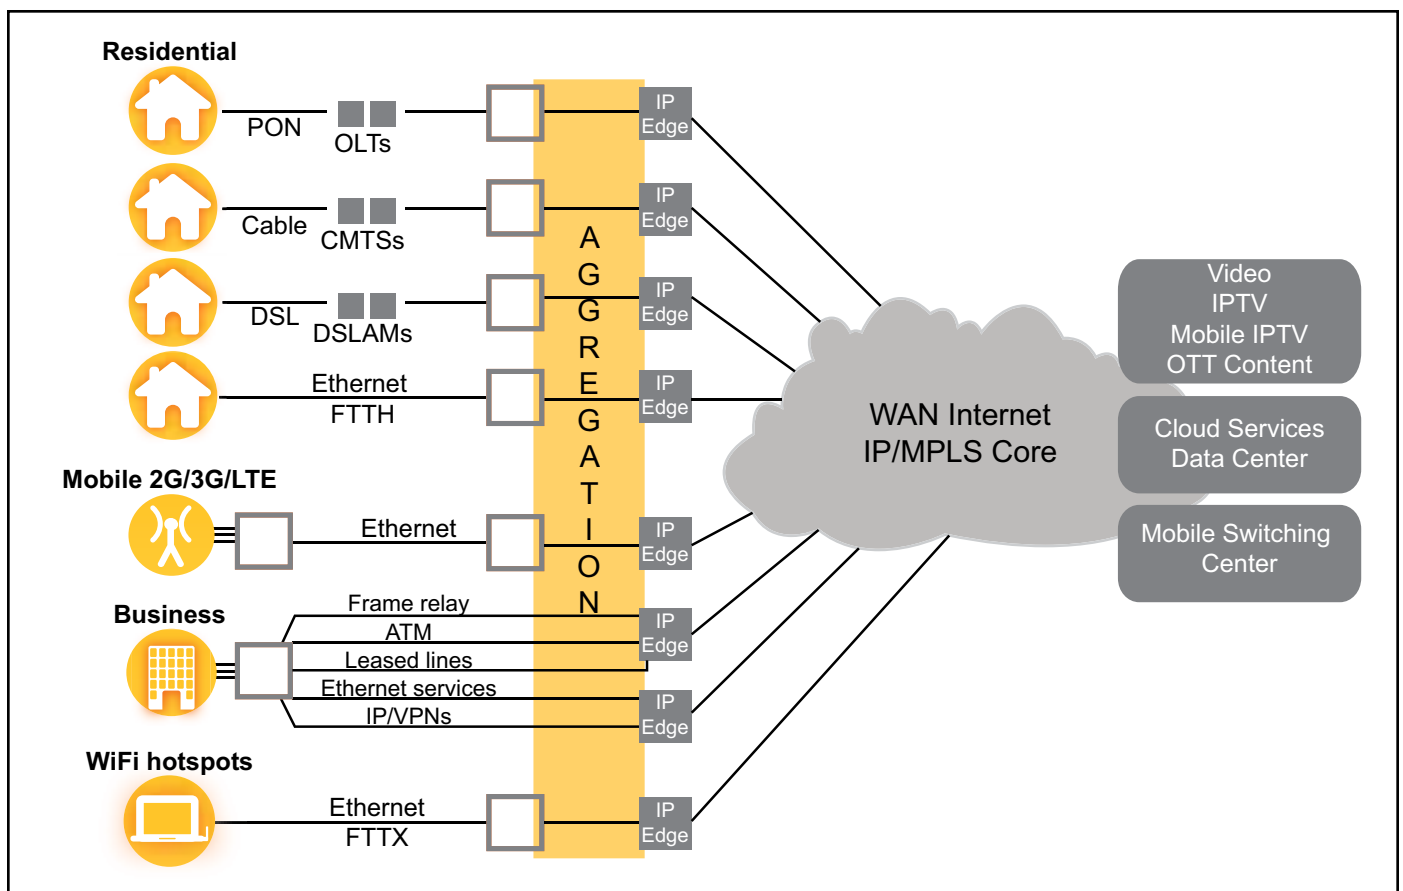 Residential
PON
OLTs
IP
Edge
Cable
CMTSs
IP
Edge
DSL
DSLAMs
IP
Edge
Ethernet
FTTH
IP
Edge
Mobile 2G/3G/LTE
Ethernet
IP
Edge
Business
Frame relay
ATM
Leased lines
Ethernet services
IP/VPNs
IP
Edge
IP
Edge
WiFi hotspots
Ethernet
FTTX
IP
Edge
AGGREGATION
WAN Internet
IP/MPLS Core
Video
IPTV
Mobile IPTV
OTT Content
Cloud Services
Data Center
Mobile Switching
Center